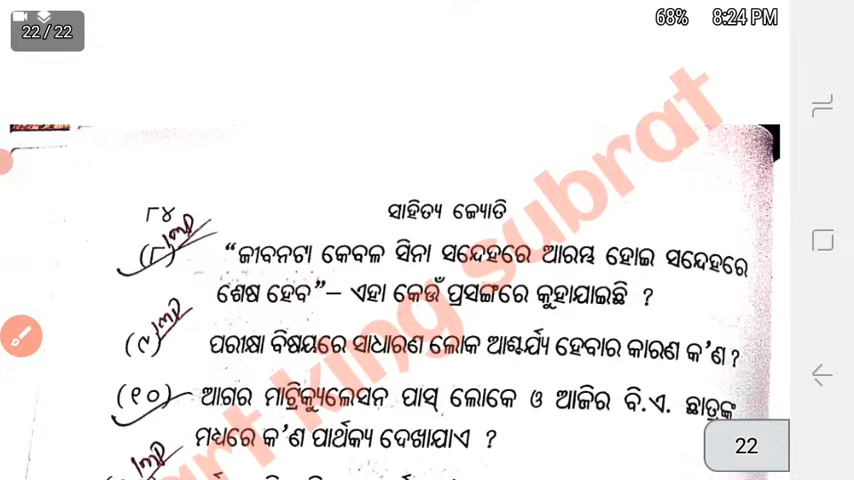 22 / 22
68% 8:24 PM
୮୪
ସାହିତ୍ୟ ଜ୍ୟୋତି
Imp
(୮) “ଜୀବନଟା କେବଳ ସିନା ସନ୍ଦେହରେ ଆରମ୍ଭ ହୋଇ ସନ୍ଦେହରେ
ଶେଷ ହେବ”– ଏହା କେଉଁ ପ୍ରସଙ୍ଗରେ କୁହାଯାଇଛି ?
Imp
(୯) ପରୀକ୍ଷା ବିଷୟରେ ସାଧାରଣ ଲୋକ ଆଶ୍ଚର୍ଯ୍ୟ ହେବାର କାରଣ କ’ଣ ?
(୧୦) ଆଗର ମାଟ୍ରିକ୍ୟୁଲେସନ ପାସ୍ ଲୋକେ ଓ ଆଜିର ବି.ଏ. ଛାତ୍ରଙ୍କ
ମଧ୍ୟରେ କ’ଣ ପାର୍ଥକ୍ୟ ଦେଖାଯାଏ ?
Imp
art king subrat
22